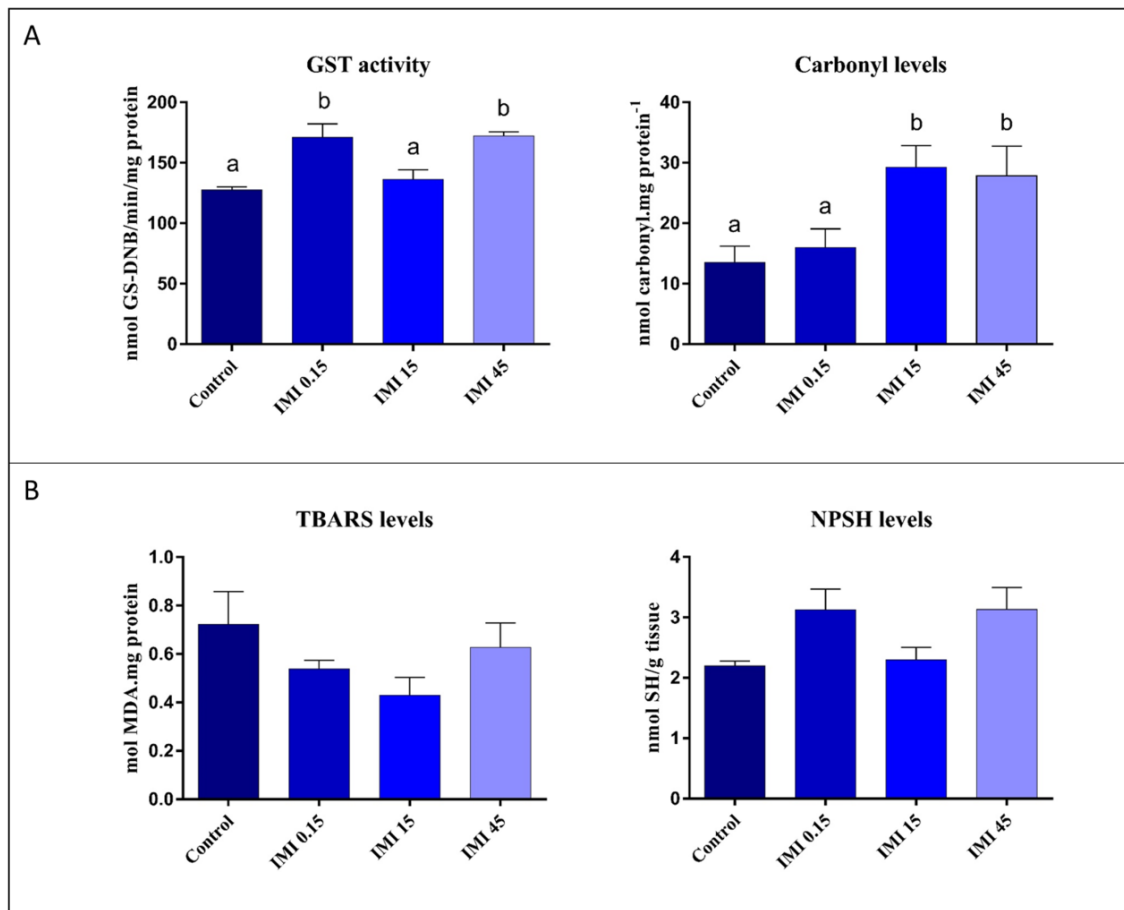 A
GST activity
nmol GS-DNB/min/mg protein
200
150
100
50
0
a
b
a
b
Control
IMI 0.15
IMI 15
IMI 45
Carbonyl levels
nmol carbonyl.mg protein⁻¹
40
30
20
10
0
a
a
b
b
Control
IMI 0.15
IMI 15
IMI 45
B
TBARS levels
mol MDA.mg protein
1.0
0.8
0.6
0.4
0.2
0.0
Control
IMI 0.15
IMI 15
IMI 45
NPSH levels
nmol SH/g tissue
4
3
2
1
0
Control
IMI 0.15
IMI 15
IMI 45